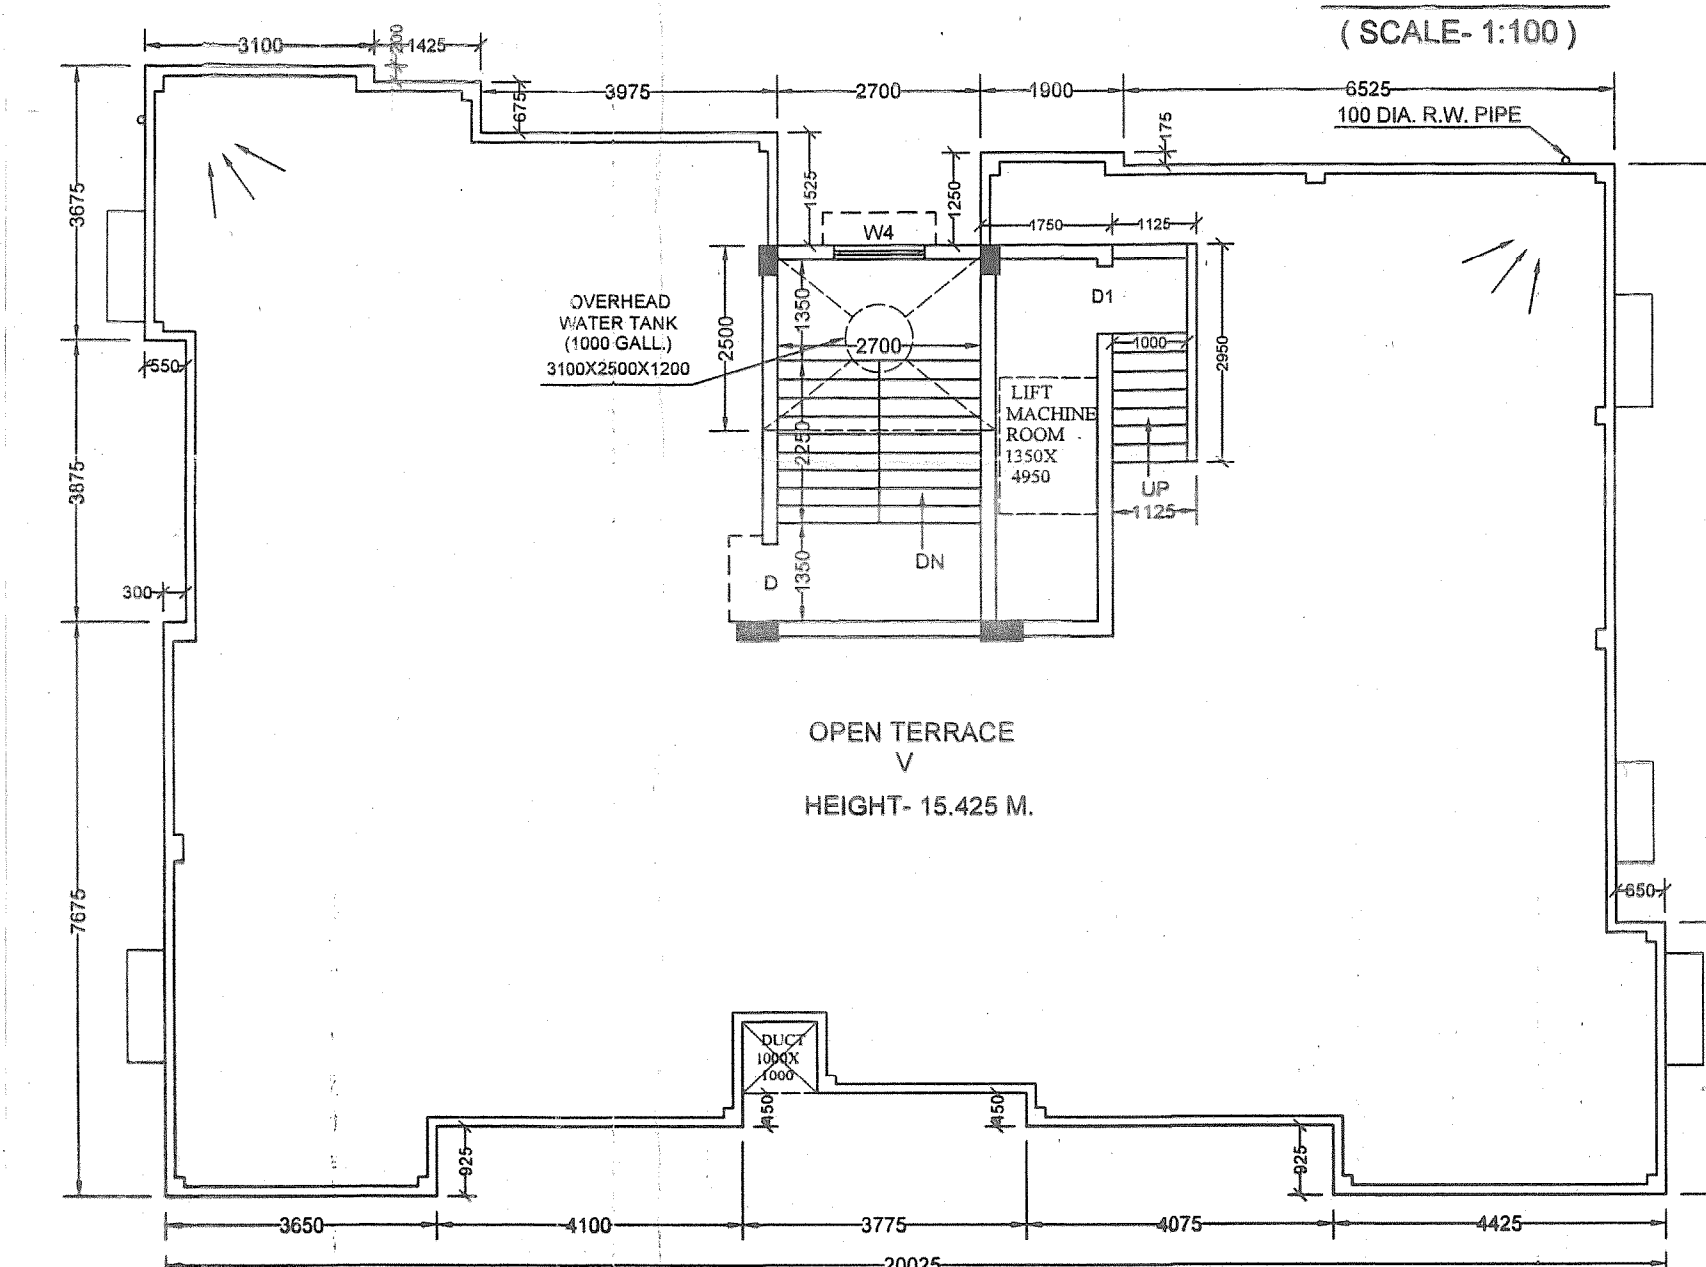 ( SCALE- 1:100 )
3100
200
1425
3975
2700
1900
6525
675
175
100 DIA. R.W. PIPE
3675
1525
1250
1750
1125
W4
OVERHEAD
WATER TANK
(1000 GALL.)
3100X2500X1200
2500
1350
2700
D1
1000
2950
550
LIFT
MACHINE
ROOM
1350X
4950
3875
2250
UP
1125
DN
300
D
1350
OPEN TERRACE
V
HEIGHT- 15.425 M.
7675
650
DUCT
1000X
1000
450
450
925
925
3650
4100
3775
4075
4425
20025